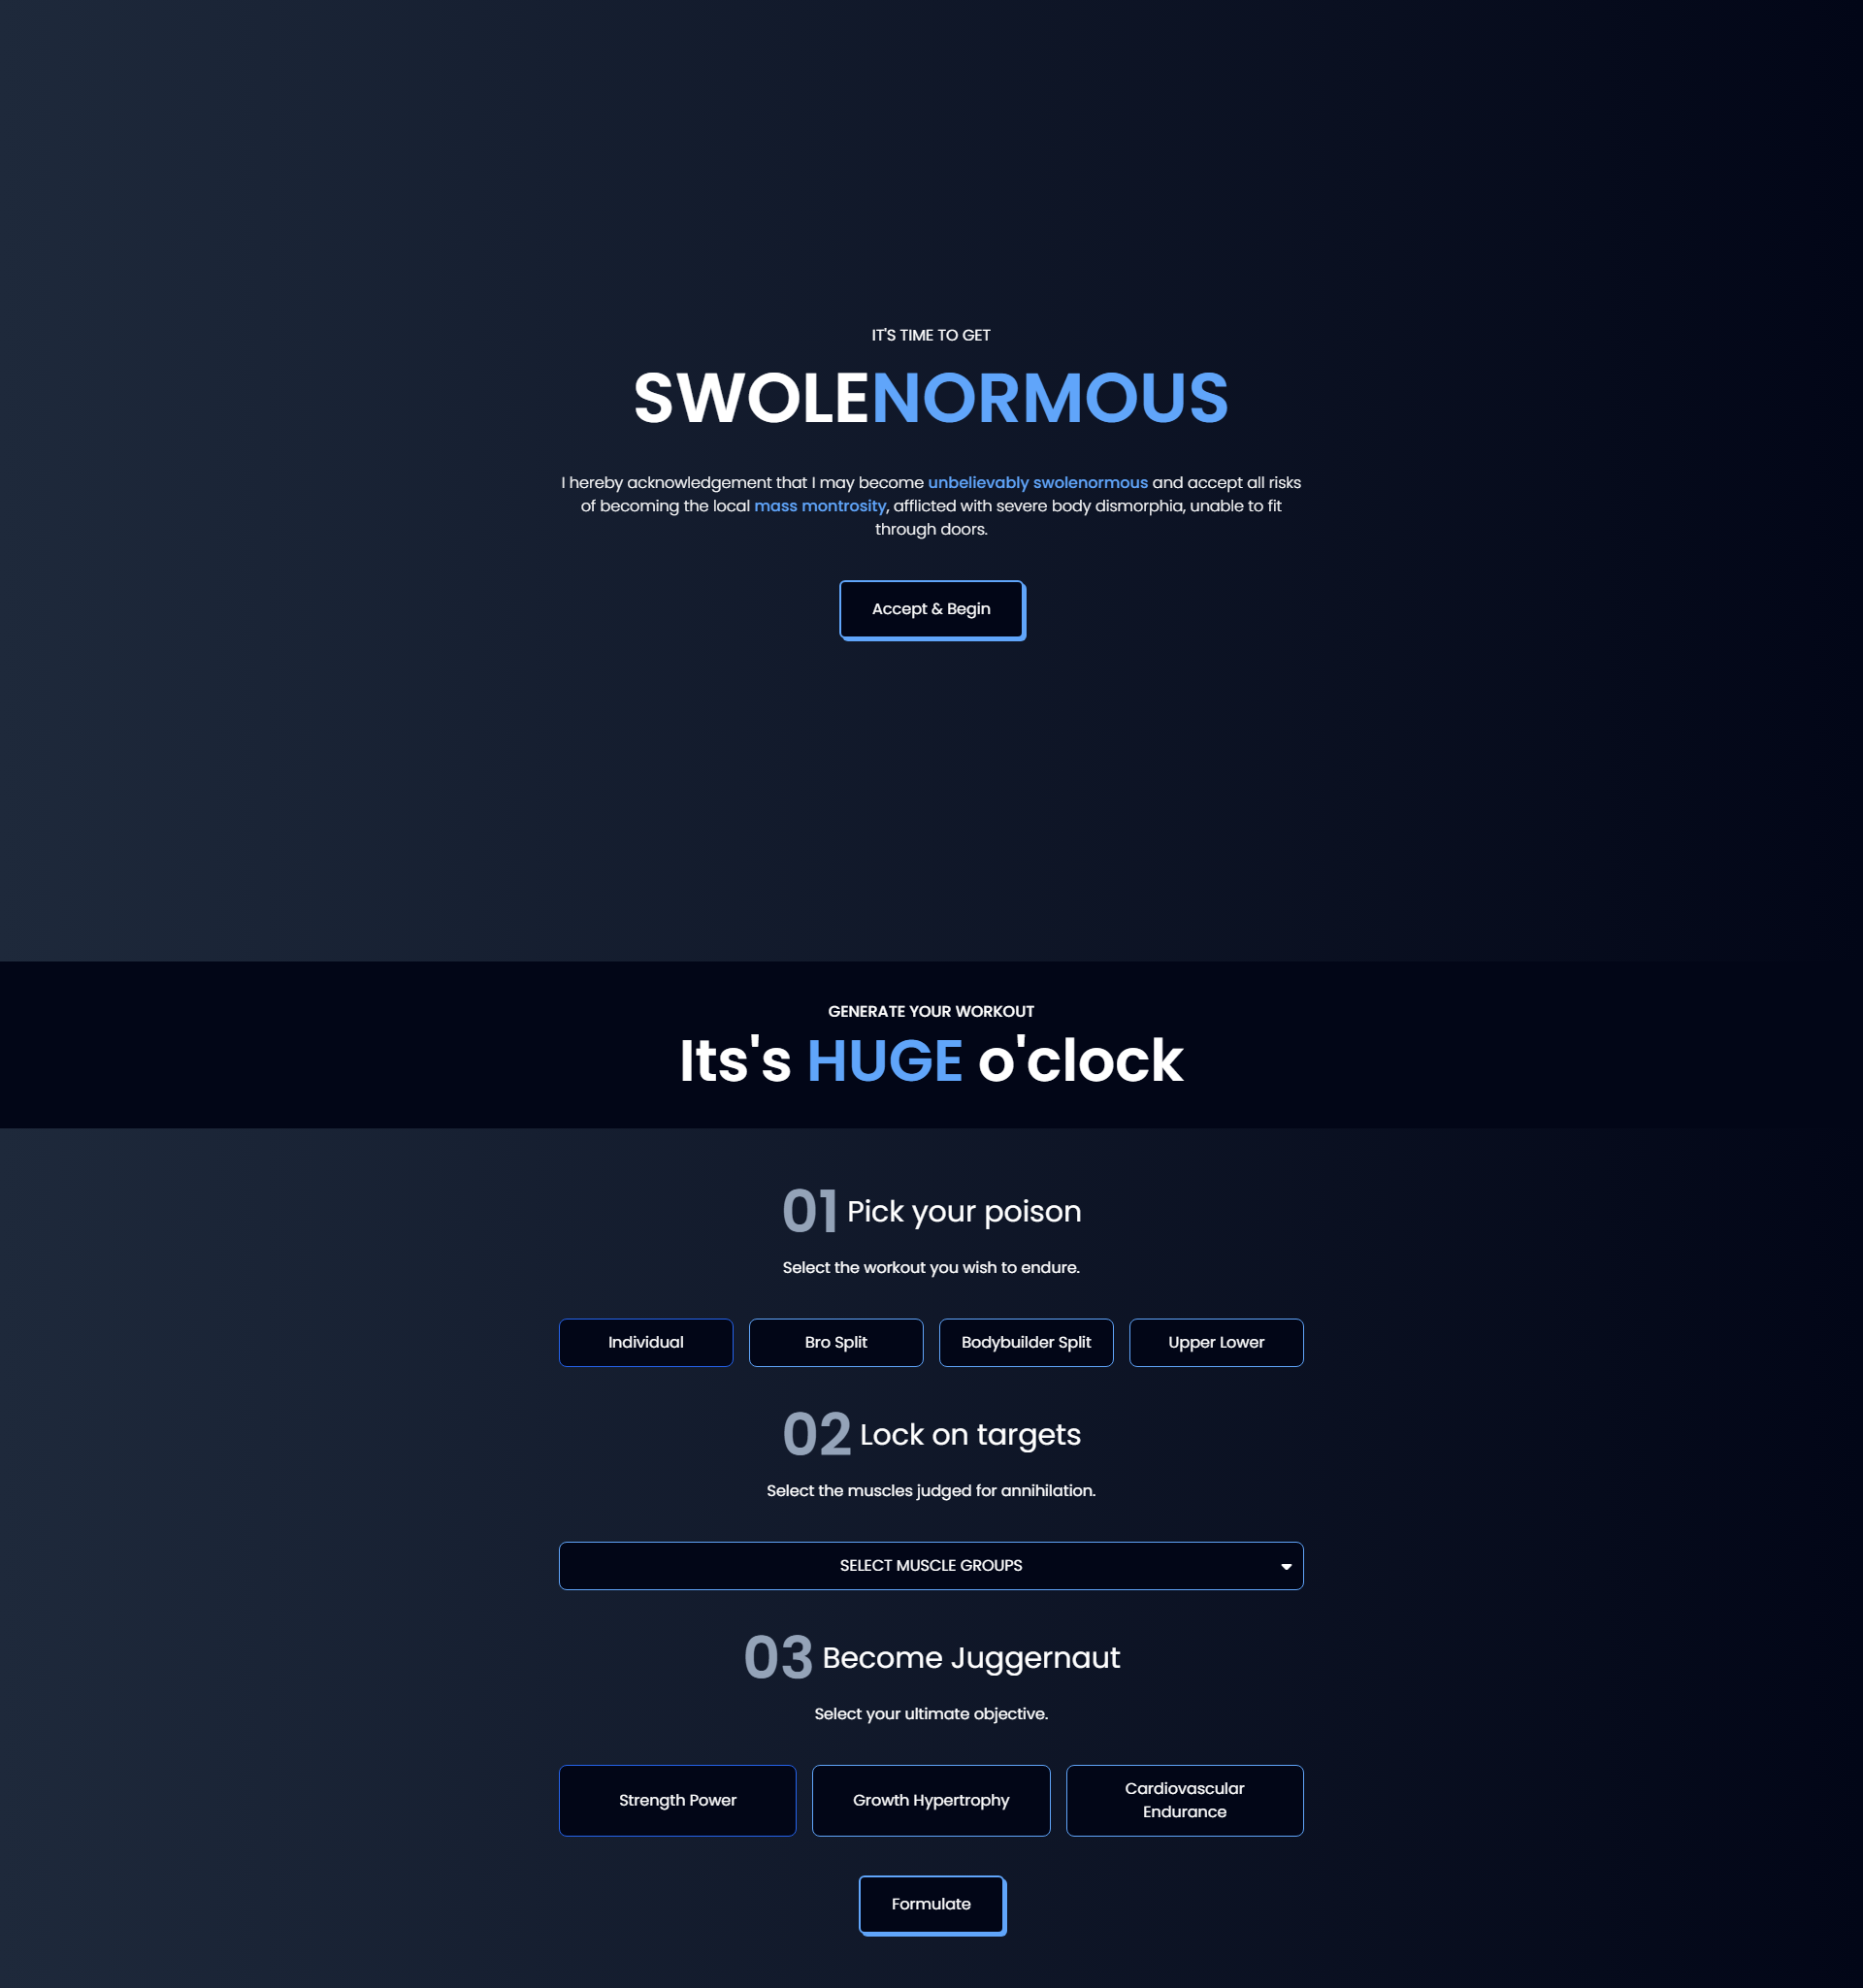 IT'S TIME TO GET
SWOLENORMOUS
I hereby acknowledgement that I may become unbelievably swolenormous and accept all risks
of becoming the local mass montrosity, afflicted with severe body dismorphia, unable to fit
through doors.
Accept & Begin
GENERATE YOUR WORKOUT
Its's HUGE o'clock
01 Pick your poison
Select the workout you wish to endure.
Individual
Bro Split
Bodybuilder Split
Upper Lower
02 Lock on targets
Select the muscles judged for annihilation.
SELECT MUSCLE GROUPS
03 Become Juggernaut
Select your ultimate objective.
Strength Power
Growth Hypertrophy
Cardiovascular
Endurance
Formulate